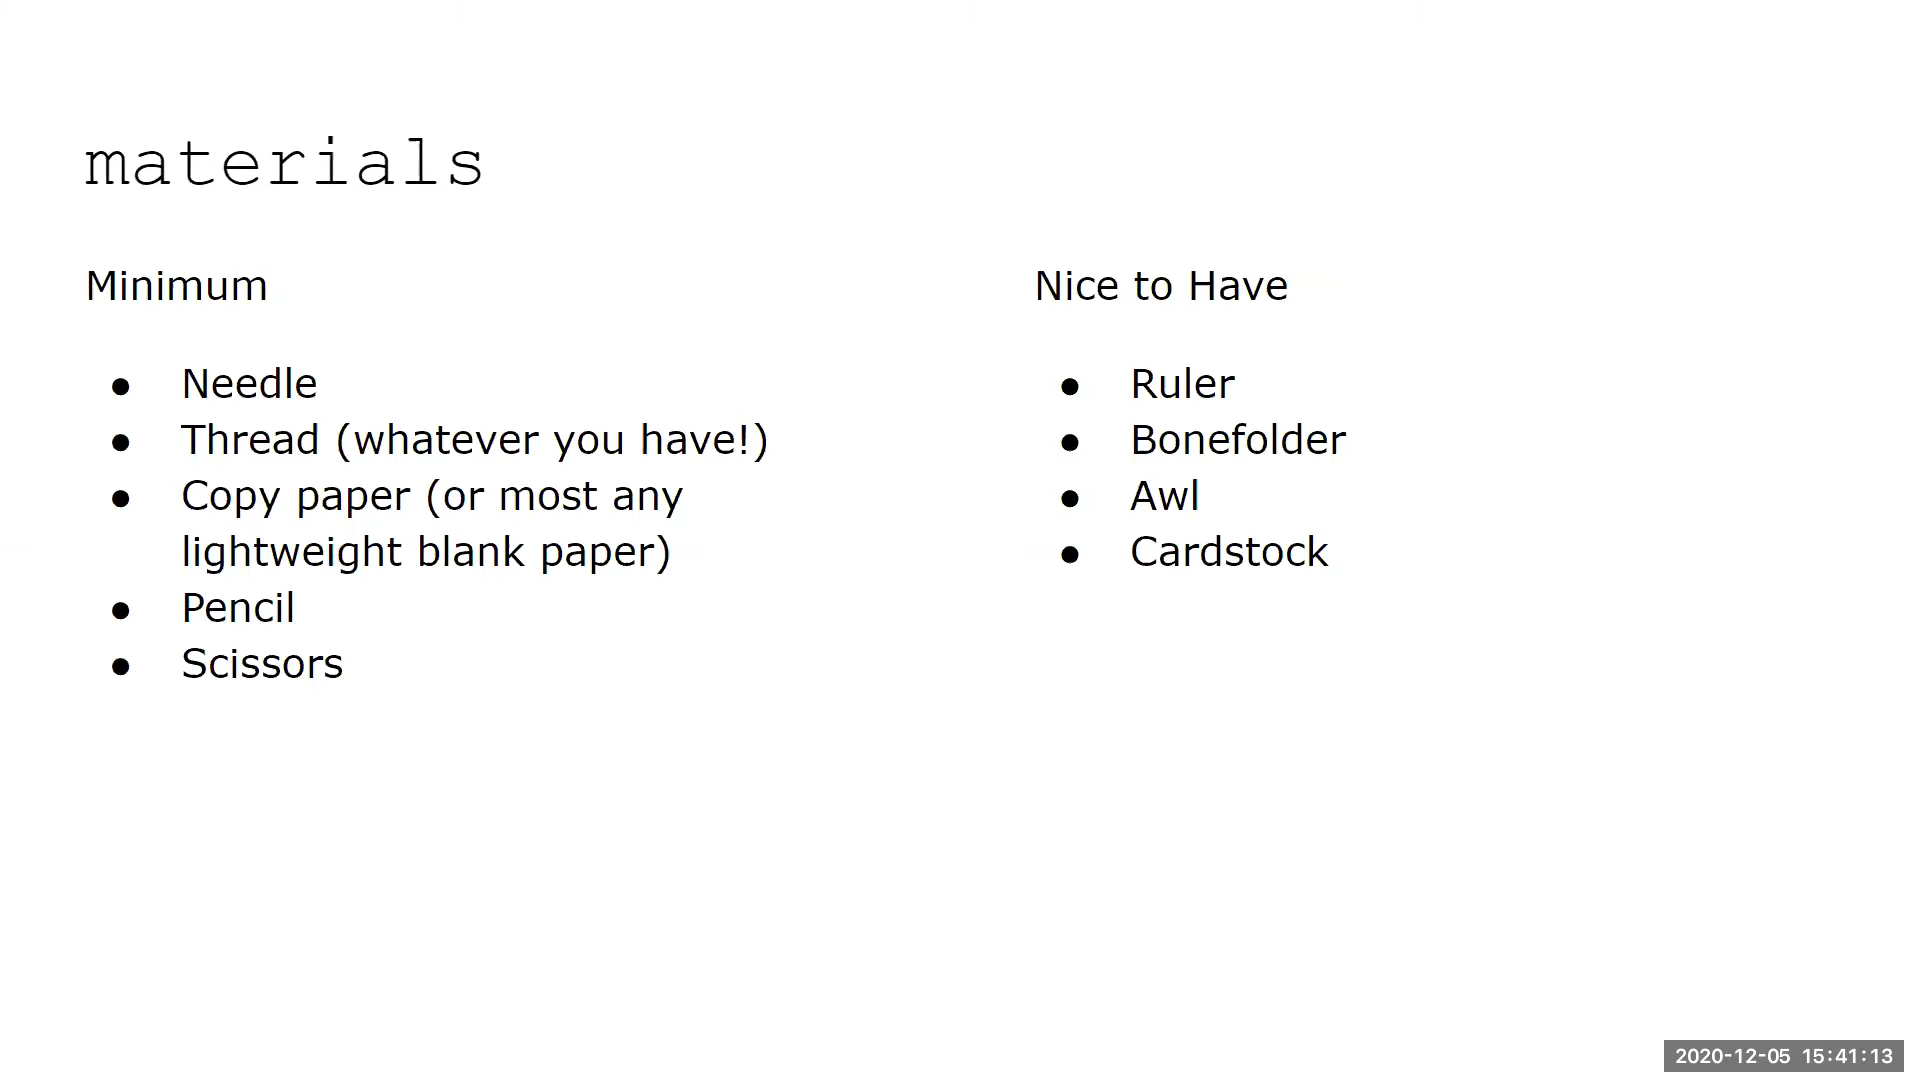 materials
Minimum
● Needle
● Thread (whatever you have!)
● Copy paper (or most any
lightweight blank paper)
● Pencil
● Scissors
Nice to Have
● Ruler
● Bonefolder
● Awl
● Cardstock
2020-12-05 15:41:13